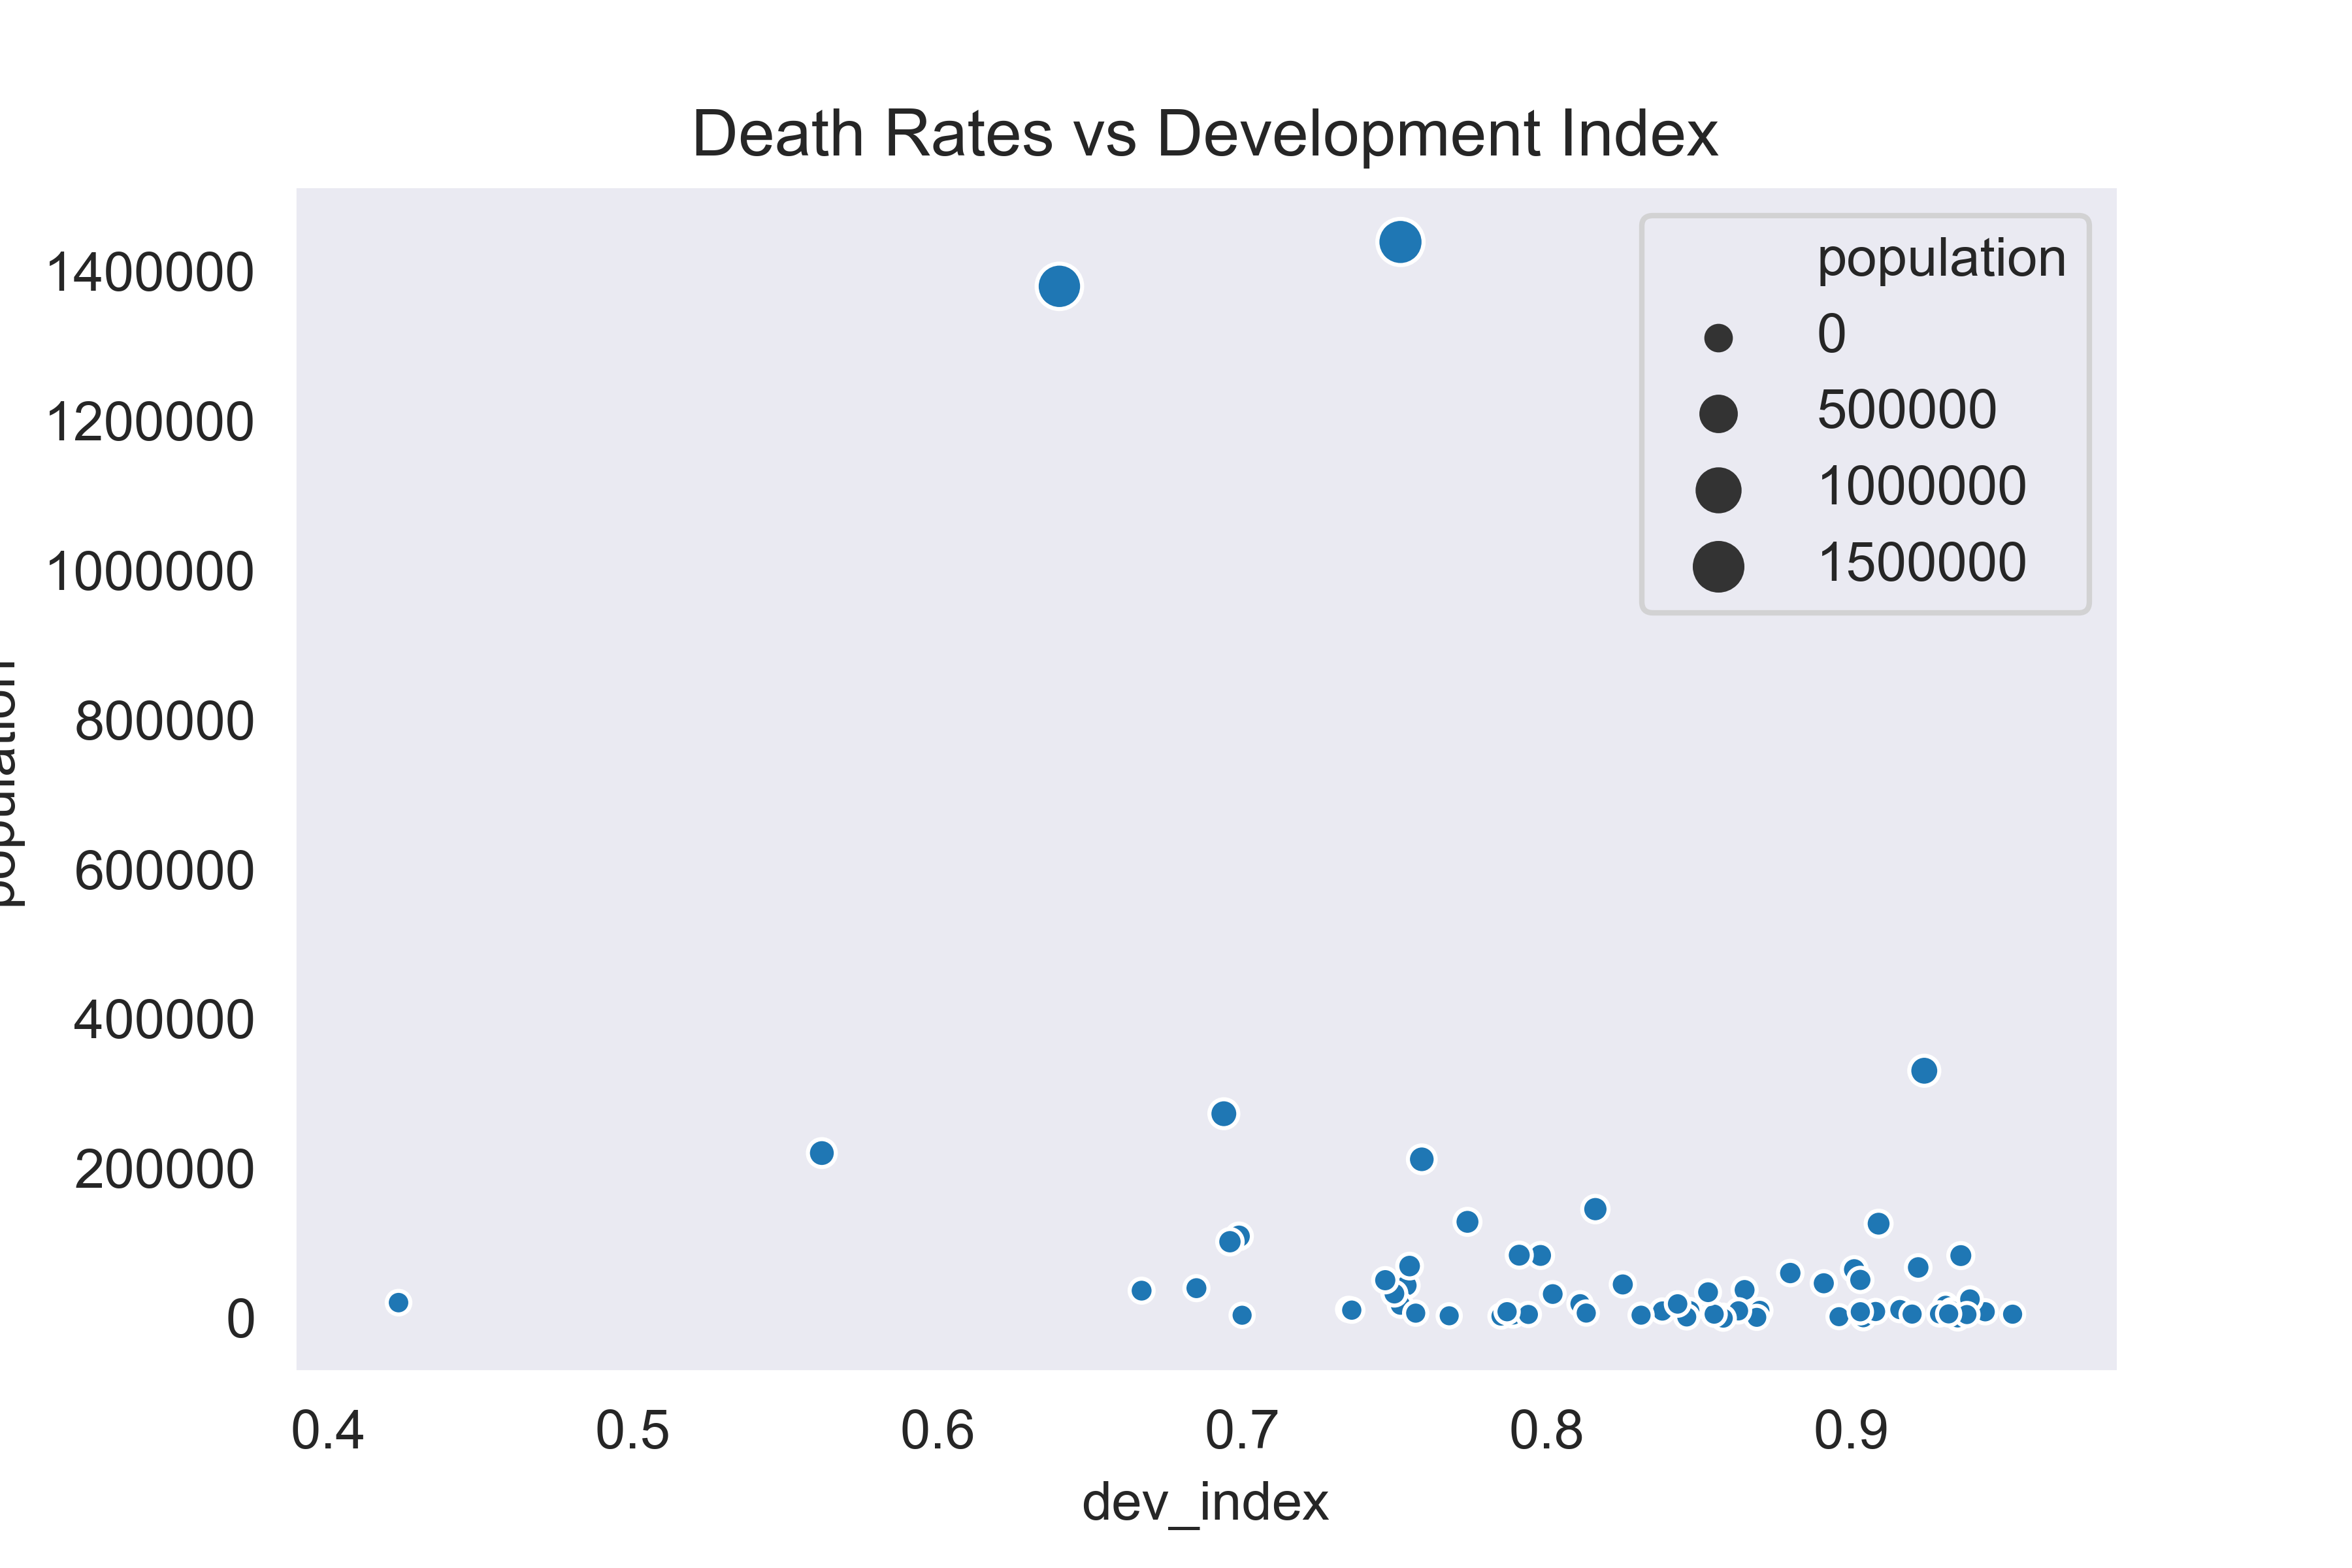 Death Rates vs Development Index
1400000
1200000
1000000
800000
600000
400000
200000
0
population
population
0
500000
1000000
1500000
0.4 0.5 0.6 0.7 0.8 0.9
dev_index